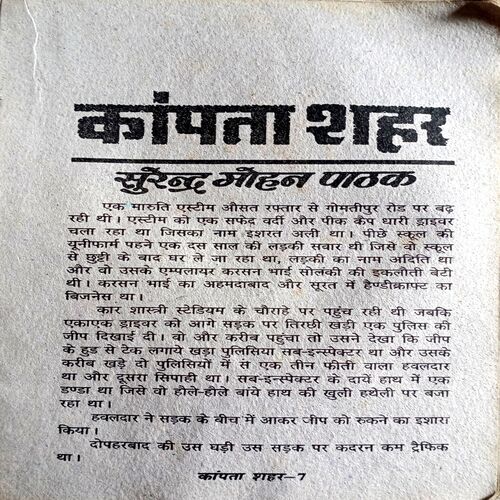 कांपता शहर
सुरेन्द्र मोहन पाठक
एक मारुति एस्टीम औसत रफ्तार से गोमतीपुर रोड पर बढ़
रही थी। एस्टीम को एक सफेद वर्दी और पीक कैप धारी ड्राइवर
चला रहा था जिसका नाम इशरत अली था। पीछे स्कूल की
यूनीफार्म पहने एक दस साल की लड़की सवार थी जिसे वो स्कूल
से छुट्टी के बाद घर ले जा रहा था, लड़की का नाम अदिति था
और वो उसके एम्पलायर करसन भाई सोलंकी की इकलौती बेटी
थी। करसन भाई का अहमदाबाद और सूरत में हैण्डीक्राफ्ट का
बिजनेस था।
कार शास्त्री स्टेडियम के चौराहे पर पहुंच रही थी जबकि
एकाएक ड्राइवर को आगे सड़क पर तिरछी खड़ी एक पुलिस की
जीप दिखाई दी। वो और करीब पहुंचा तो उसने देखा कि जीप
के हुड से टेक लगाये खड़ा पुलिसिया सब-इन्स्पेक्टर था और उसके
करीब खड़े दो पुलिसियों में स एक तीन फीती वाला हवलदार
था और दूसरा सिपाही था। सब-इन्स्पेक्टर के दायें हाथ में एक
डण्डा था जिसे वो हौले-हौले बांये हाथ की खुली हथेली पर बजा
रहा था।
हवलदार ने सड़क के बीच में आकर जीप को रुकने का इशारा
किया।
दोपहरबाद की उस घड़ी उस सड़क पर कदरन कम ट्रैफिक
था।
कांपता शहर–7